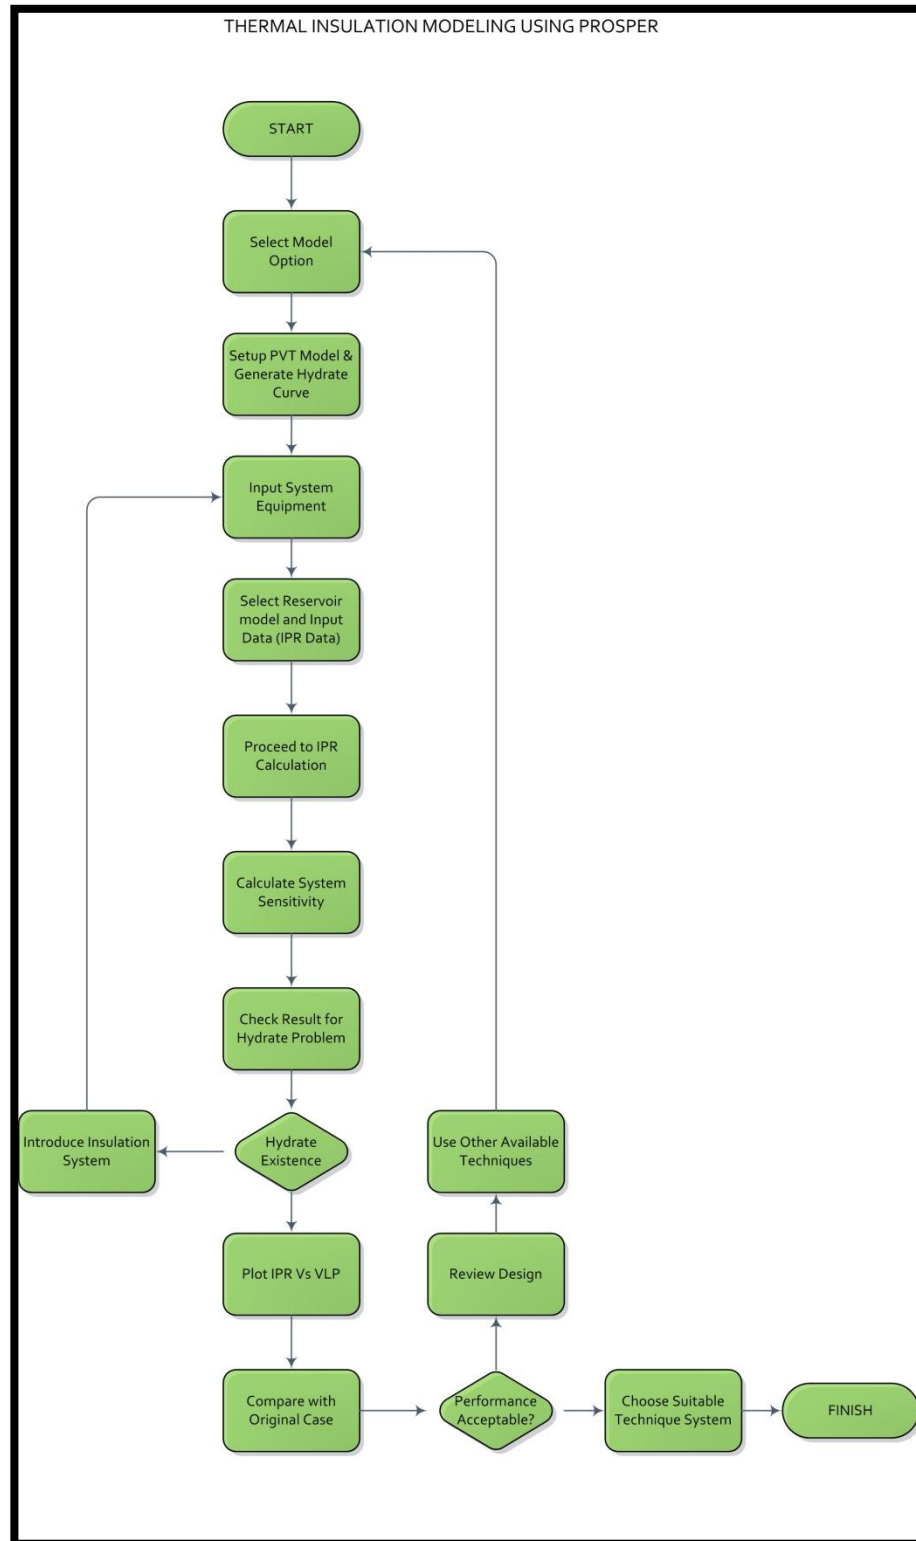 THERMAL INSULATION MODELING USING PROSPER
START
Select Model
Option
Setup PVT Model &
Generate Hydrate
Curve
Input System
Equipment
Select Reservoir
model and Input
Data (IPR Data)
Proceed to IPR
Calculation
Calculate System
Sensitivity
Check Result for
Hydrate Problem
Hydrate
Existence
Introduce Insulation
System
Plot IPR Vs VLP
Compare with
Original Case
Performance
Acceptable?
Review Design
Use Other Available
Techniques
Choose Suitable
Technique System
FINISH